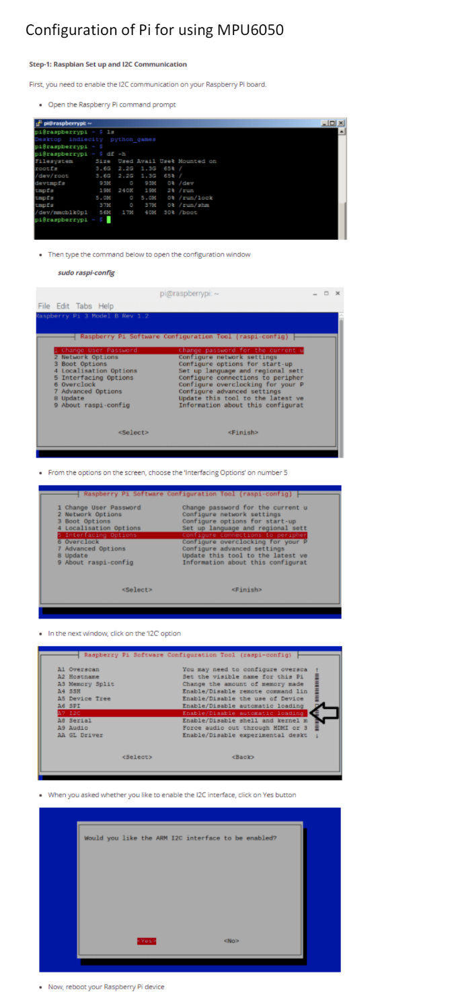 Configuration of Pi for using MPU6050
Step-1: Raspbian Set up and I2C Communication
First, you need to enable the I2C communication on your Raspberry Pi board.
• Open the Raspberry Pi command prompt
pi@raspberrypi: ~
pi@raspberrypi ~ $ ls
Desktop indiecity python_games
pi@raspberrypi ~ $
pi@raspberrypi ~ $ df -h
Filesystem Size Used Avail Use% Mounted on
rootfs 3.6G 2.2G 1.3G 65% /
/dev/root 3.6G 2.2G 1.3G 65% /
devtmpfs 93M 0 93M 0% /dev
tmpfs 19M 240K 19M 2% /run
tmpfs 5.0M 0 5.0M 0% /run/lock
tmpfs 37M 0 37M 0% /run/shm
/dev/mmcblk0p1 56M 17M 40M 30% /boot
pi@raspberrypi ~ $
• Then type the command below to open the configuration window
sudo raspi-config
pi@raspberrypi: ~
File Edit Tabs Help
Raspberry Pi 3 Model B Rev 1.2
Raspberry Pi Software Configuration Tool (raspi-config)
1 Change User Password Change password for the current u
2 Network Options Configure network settings
3 Boot Options Configure options for start-up
4 Localisation Options Set up language and regional sett
5 Interfacing Options Configure connections to peripher
6 Overclock Configure overclocking for your P
7 Advanced Options Configure advanced settings
8 Update Update this tool to the latest ve
9 About raspi-config Information about this configurat
<Select> <Finish>
• From the options on the screen, choose the 'Interfacing Options' on number 5
Raspberry Pi Software Configuration Tool (raspi-config)
1 Change User Password Change password for the current u
2 Network Options Configure network settings
3 Boot Options Configure options for start-up
4 Localisation Options Set up language and regional sett
5 Interfacing Options Configure connections to peripher
6 Overclock Configure overclocking for your P
7 Advanced Options Configure advanced settings
8 Update Update this tool to the latest ve
9 About raspi-config Information about this configurat
<Select> <Finish>
• In the next window, click on the 'I2C' option
Raspberry Pi Software Configuration Tool (raspi-config)
A1 Overscan You may need to configure oversca
A2 Hostname Set the visible name for this Pi
A3 Memory Split Change the amount of memory made
A4 SSH Enable/Disable remote command lin
A5 Device Tree Enable/Disable the use of Device
A6 SPI Enable/Disable automatic loading
A7 I2C Enable/Disable automatic loading
A8 Serial Enable/Disable shell and kernel m
A9 Audio Force audio out through HDMI or 3
AA GL Driver Enable/Disable experimental deskt
<Select> <Back>
• When you asked whether you like to enable the I2C interface, click on Yes button
Would you like the ARM I2C interface to be enabled?
<Yes> <No>
• Now, reboot your Raspberry Pi device